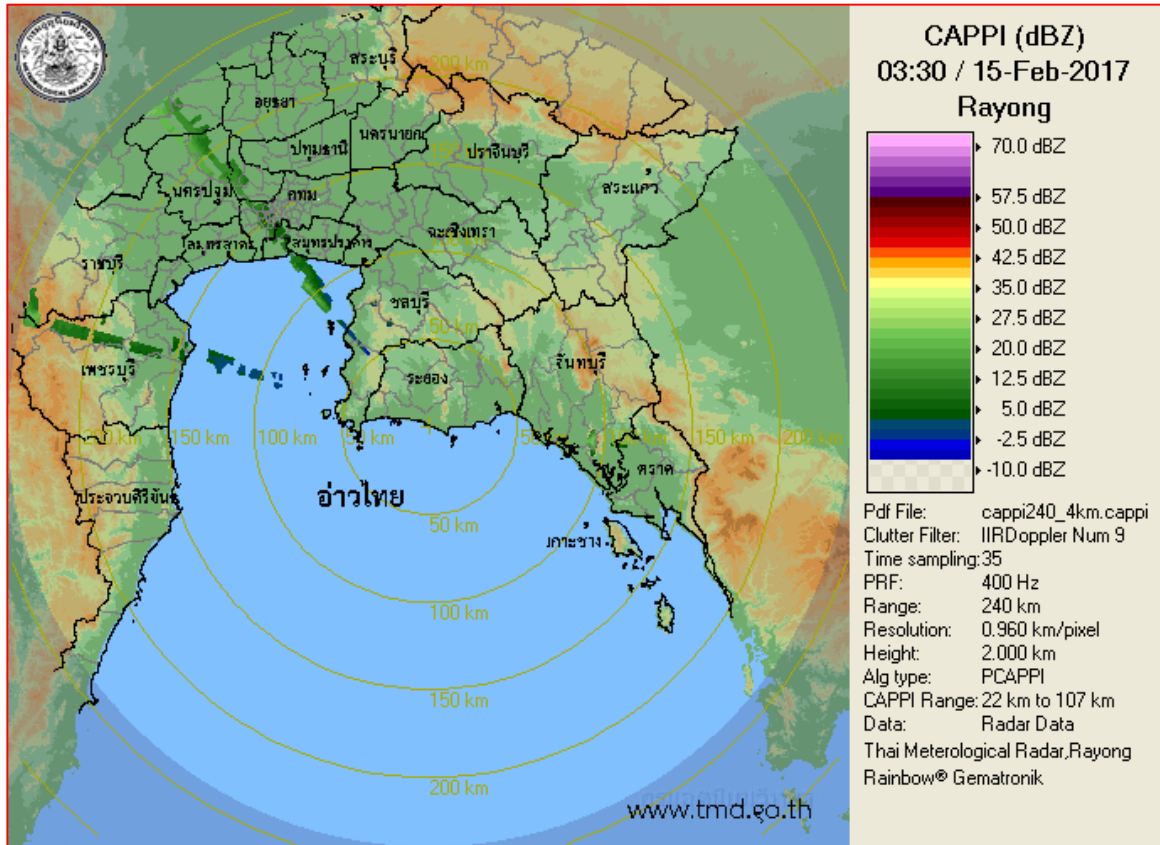 CAPPI (dBZ)
03:30 / 15-Feb-2017
Rayong
70.0 dBZ
57.5 dBZ
50.0 dBZ
42.5 dBZ
35.0 dBZ
27.5 dBZ
20.0 dBZ
12.5 dBZ
5.0 dBZ
-2.5 dBZ
-10.0 dBZ
Pdf File: cappi240_4km.cappi
Clutter Filter: IIRDoppler Num 9
Time sampling: 35
PRF: 400 Hz
Range: 240 km
Resolution: 0.960 km/pixel
Height: 2.000 km
Alg type: PCAPPI
CAPPI Range: 22 km to 107 km
Data: Radar Data
Thai Meterological Radar,Rayong
Rainbow® Gematronik
สระบุรี
200 km
อยุธยา
นครนายก
ปทุมธานี
ปราจีนบุรี
สระแก้ว
นครปฐม
กทม
ฉะเชิงเทรา
สมุทรสาคร
สมุทรปราการ
100 km
ราชบุรี
ชลบุรี
50 km
เพชรบุรี
ระยอง
จันทบุรี
200 km
150 km
100 km
50 km
150 km
200 km
ตราด
ประจวบคีรีขันธ์
อ่าวไทย
50 km
เกาะช้าง
100 km
150 km
200 km
www.tmd.go.th